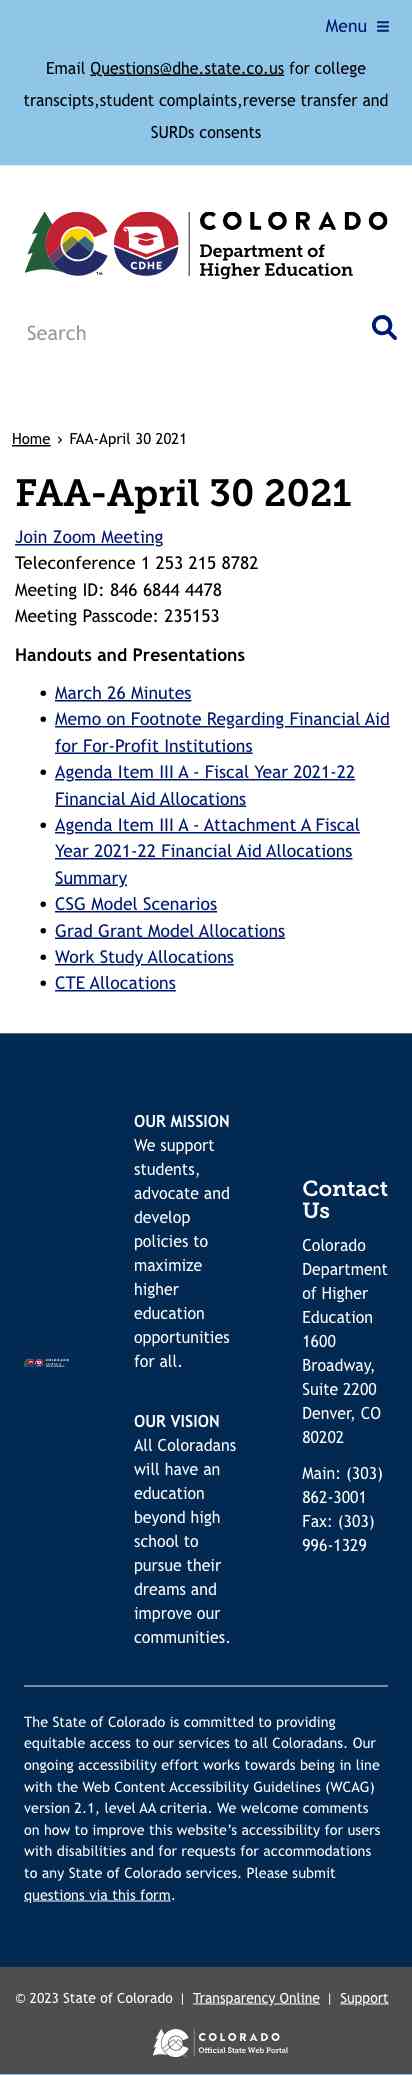 Menu
Email Questions@dhe.state.co.us for college
transcipts,student complaints,reverse transfer and
SURDs consents
CDHE
TM
COLORADO
Department of
Higher Education
Search
Home › FAA-April 30 2021
FAA-April 30 2021
Join Zoom Meeting
Teleconference 1 253 215 8782
Meeting ID: 846 6844 4478
Meeting Passcode: 235153
Handouts and Presentations
• March 26 Minutes
• Memo on Footnote Regarding Financial Aid
for For-Profit Institutions
• Agenda Item III A - Fiscal Year 2021-22
Financial Aid Allocations
• Agenda Item III A - Attachment A Fiscal
Year 2021-22 Financial Aid Allocations
Summary
• CSG Model Scenarios
• Grad Grant Model Allocations
• Work Study Allocations
• CTE Allocations
OUR MISSION
We support
students,
advocate and
develop
policies to
maximize
higher
education
opportunities
for all.
OUR VISION
All Coloradans
will have an
education
beyond high
school to
pursue their
dreams and
improve our
communities.
Contact
Us
Colorado
Department
of Higher
Education
1600
Broadway,
Suite 2200
Denver, CO
80202
Main: (303)
862-3001
Fax: (303)
996-1329
The State of Colorado is committed to providing
equitable access to our services to all Coloradans. Our
ongoing accessibility effort works towards being in line
with the Web Content Accessibility Guidelines (WCAG)
version 2.1, level AA criteria. We welcome comments
on how to improve this website's accessibility for users
with disabilities and for requests for accommodations
to any State of Colorado services. Please submit
questions via this form.
© 2023 State of Colorado | Transparency Online | Support
COLORADO
Official State Web Portal